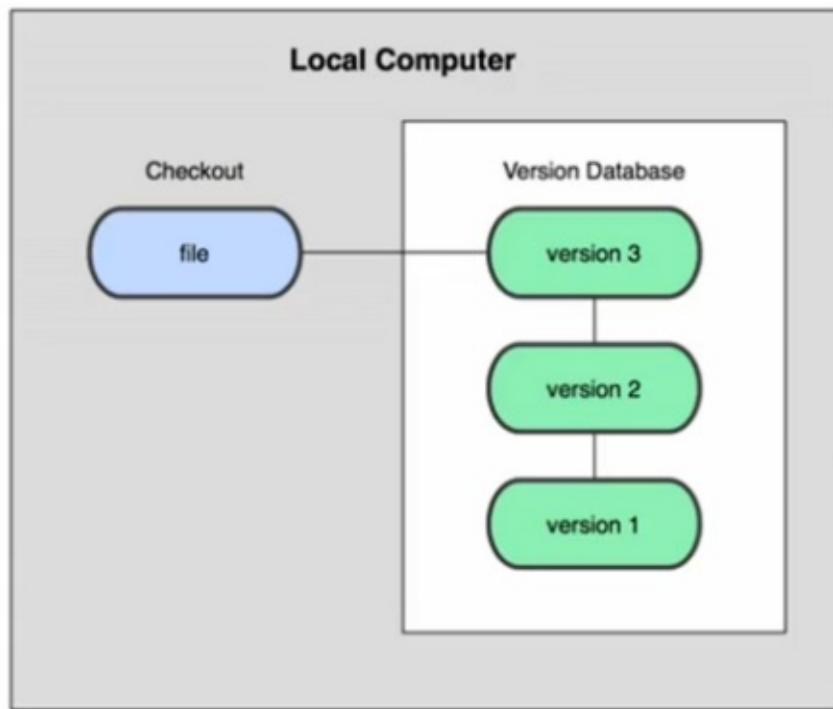 Local Computer
Checkout
Version Database
file
version 3
version 2
version 1